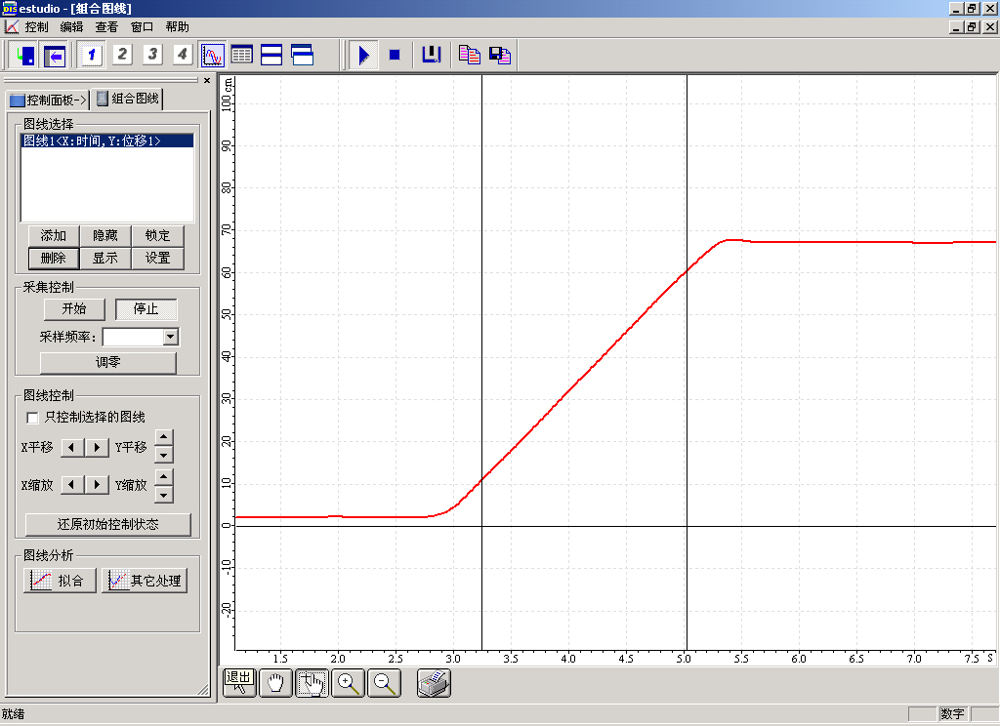 DIS estudio - [组合图线]
控制 编辑 查看 窗口 帮助
1 2 3 4
控制面板-> 组合图线
图线选择
图线1<X:时间,Y:位移1>
添加 隐藏 锁定
删除 显示 设置
采集控制
开始 停止
采样频率:
调零
图线控制
只控制选择的图线
X平移 Y平移
X缩放 Y缩放
还原初始控制状态
图线分析
拟合 其它处理
cm
100
90
80
70
60
50
40
30
20
10
0
-10
-20
1.5 2.0 2.5 3.0 3.5 4.0 4.5 5.0 5.5 6.0 6.5 7.0 7.5 s
退出
就绪 数字